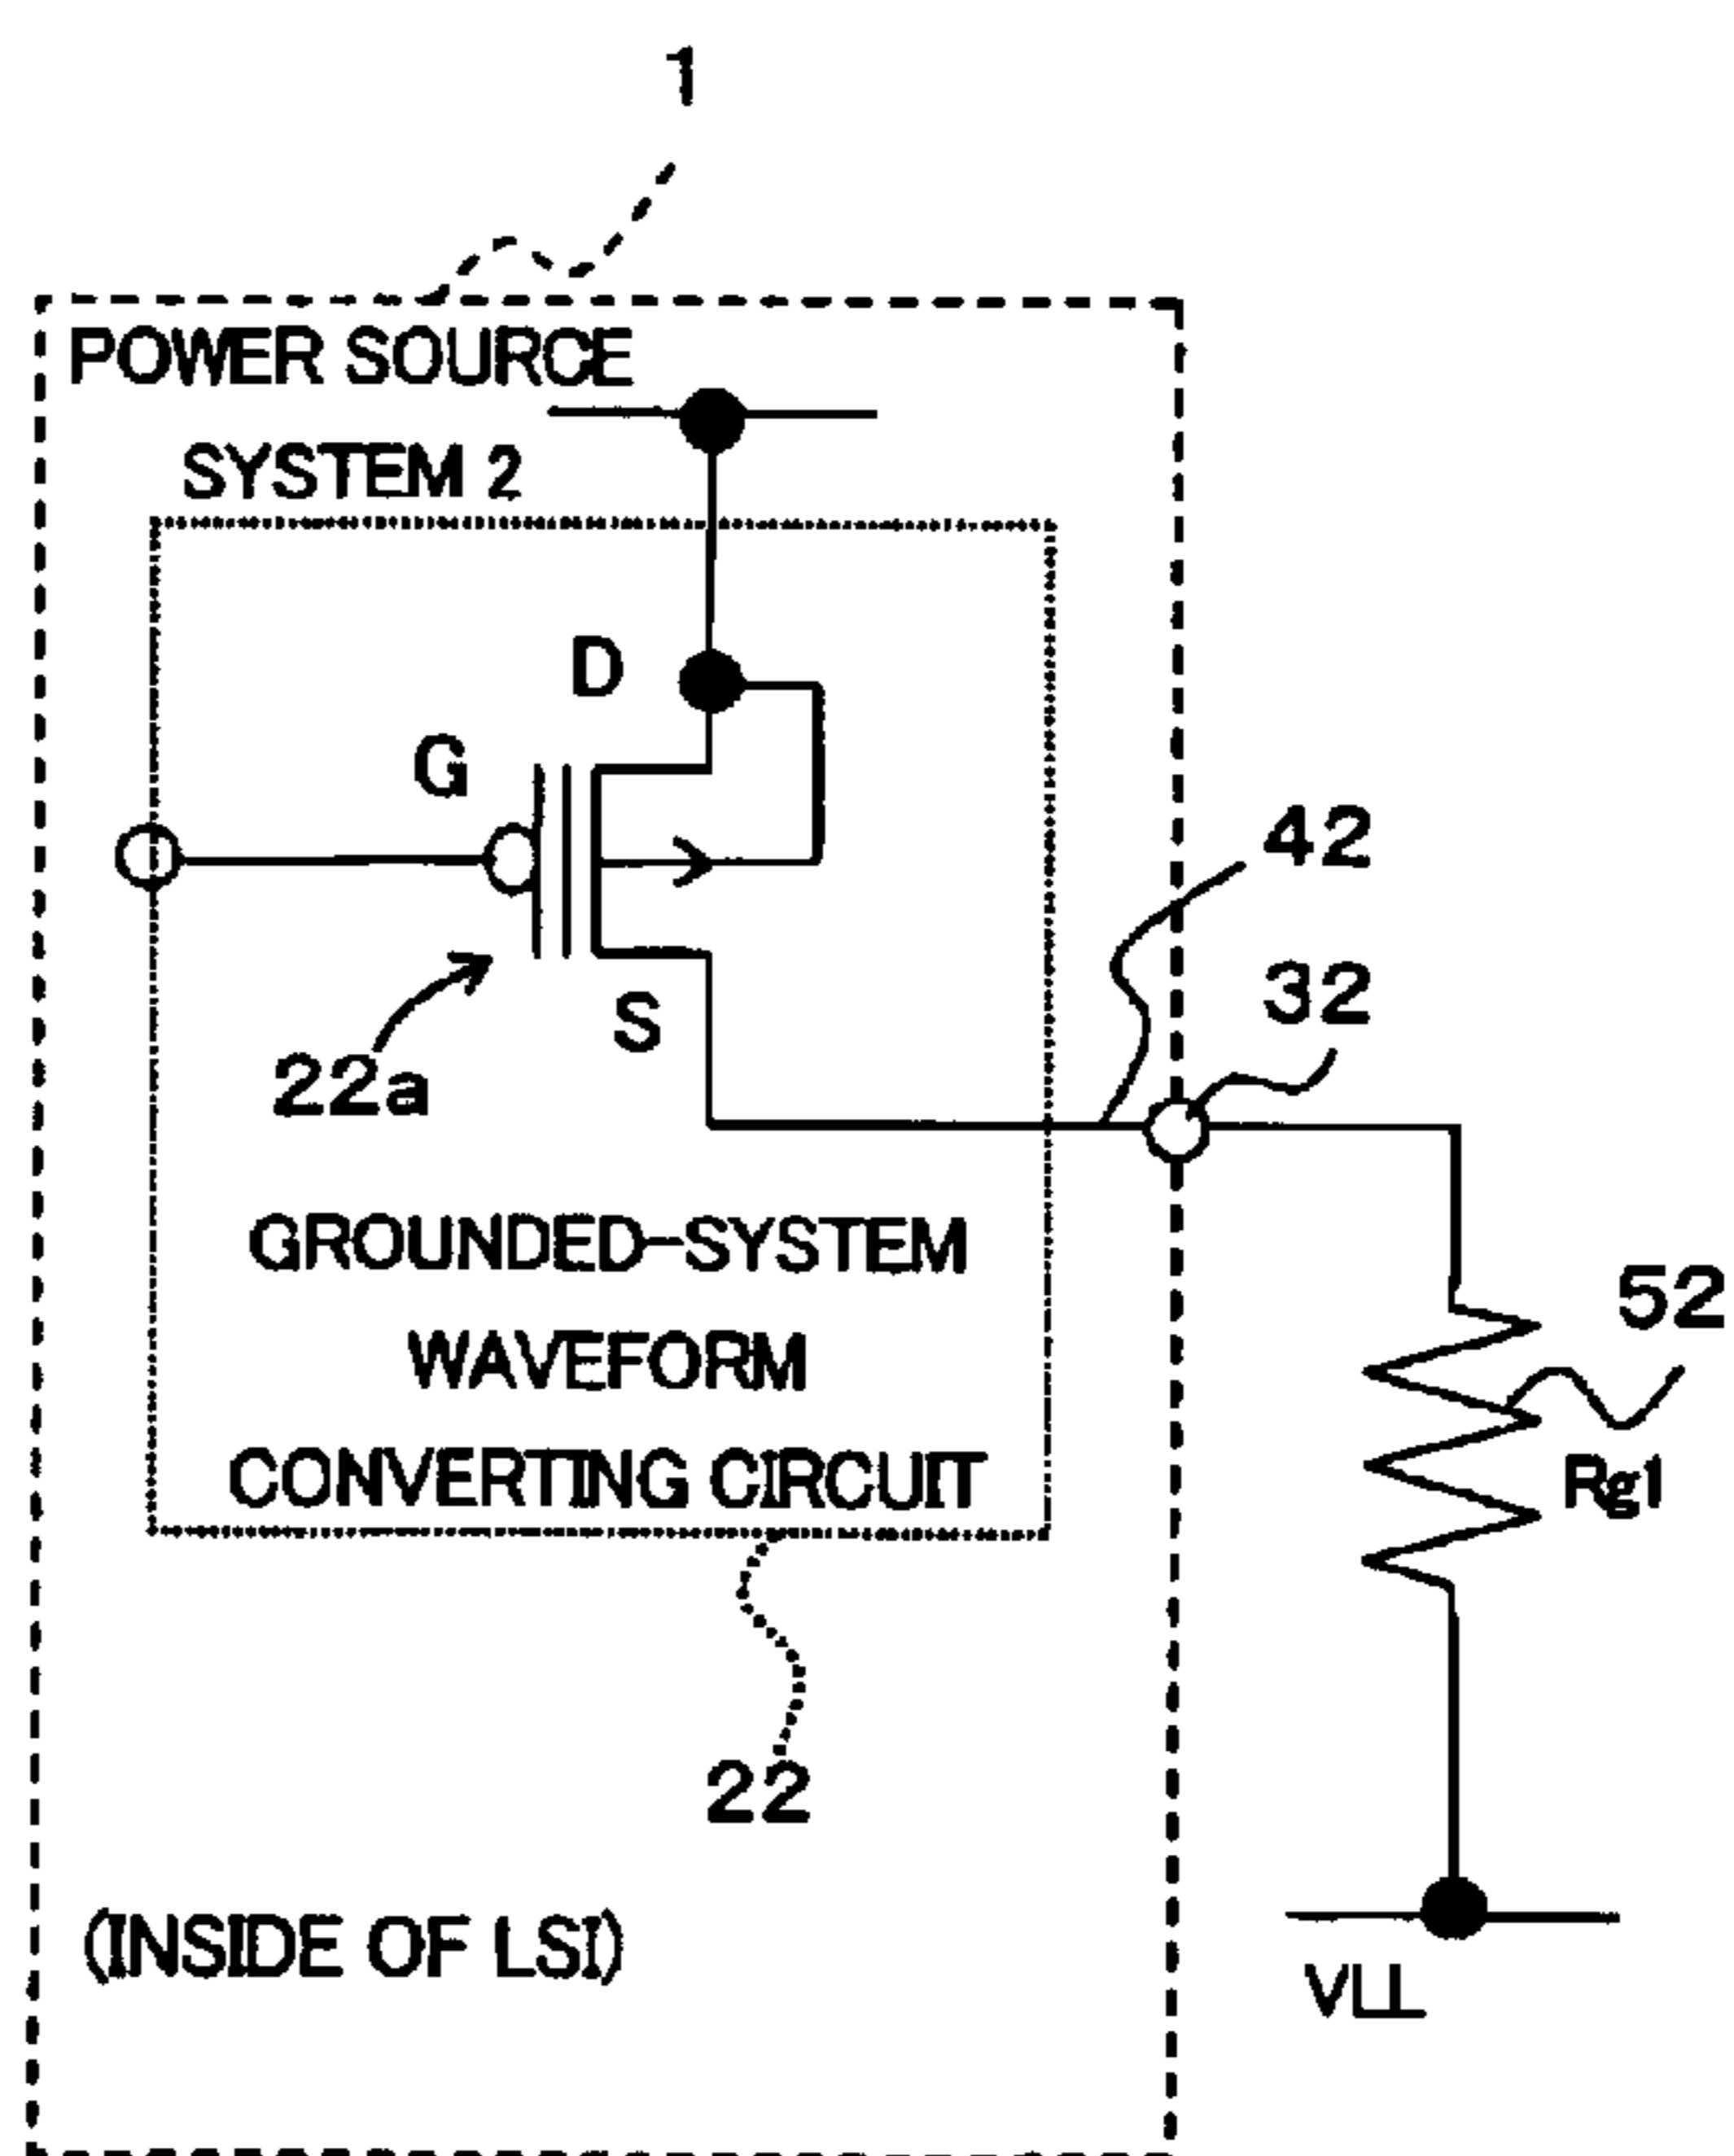 1
POWER SOURCE
SYSTEM 2
D
G
42
32
S
22a
GROUNDED-SYSTEM
WAVEFORM
CONVERTING CIRCUIT
52
Rg1
22
(INSIDE OF LSI)
VLL